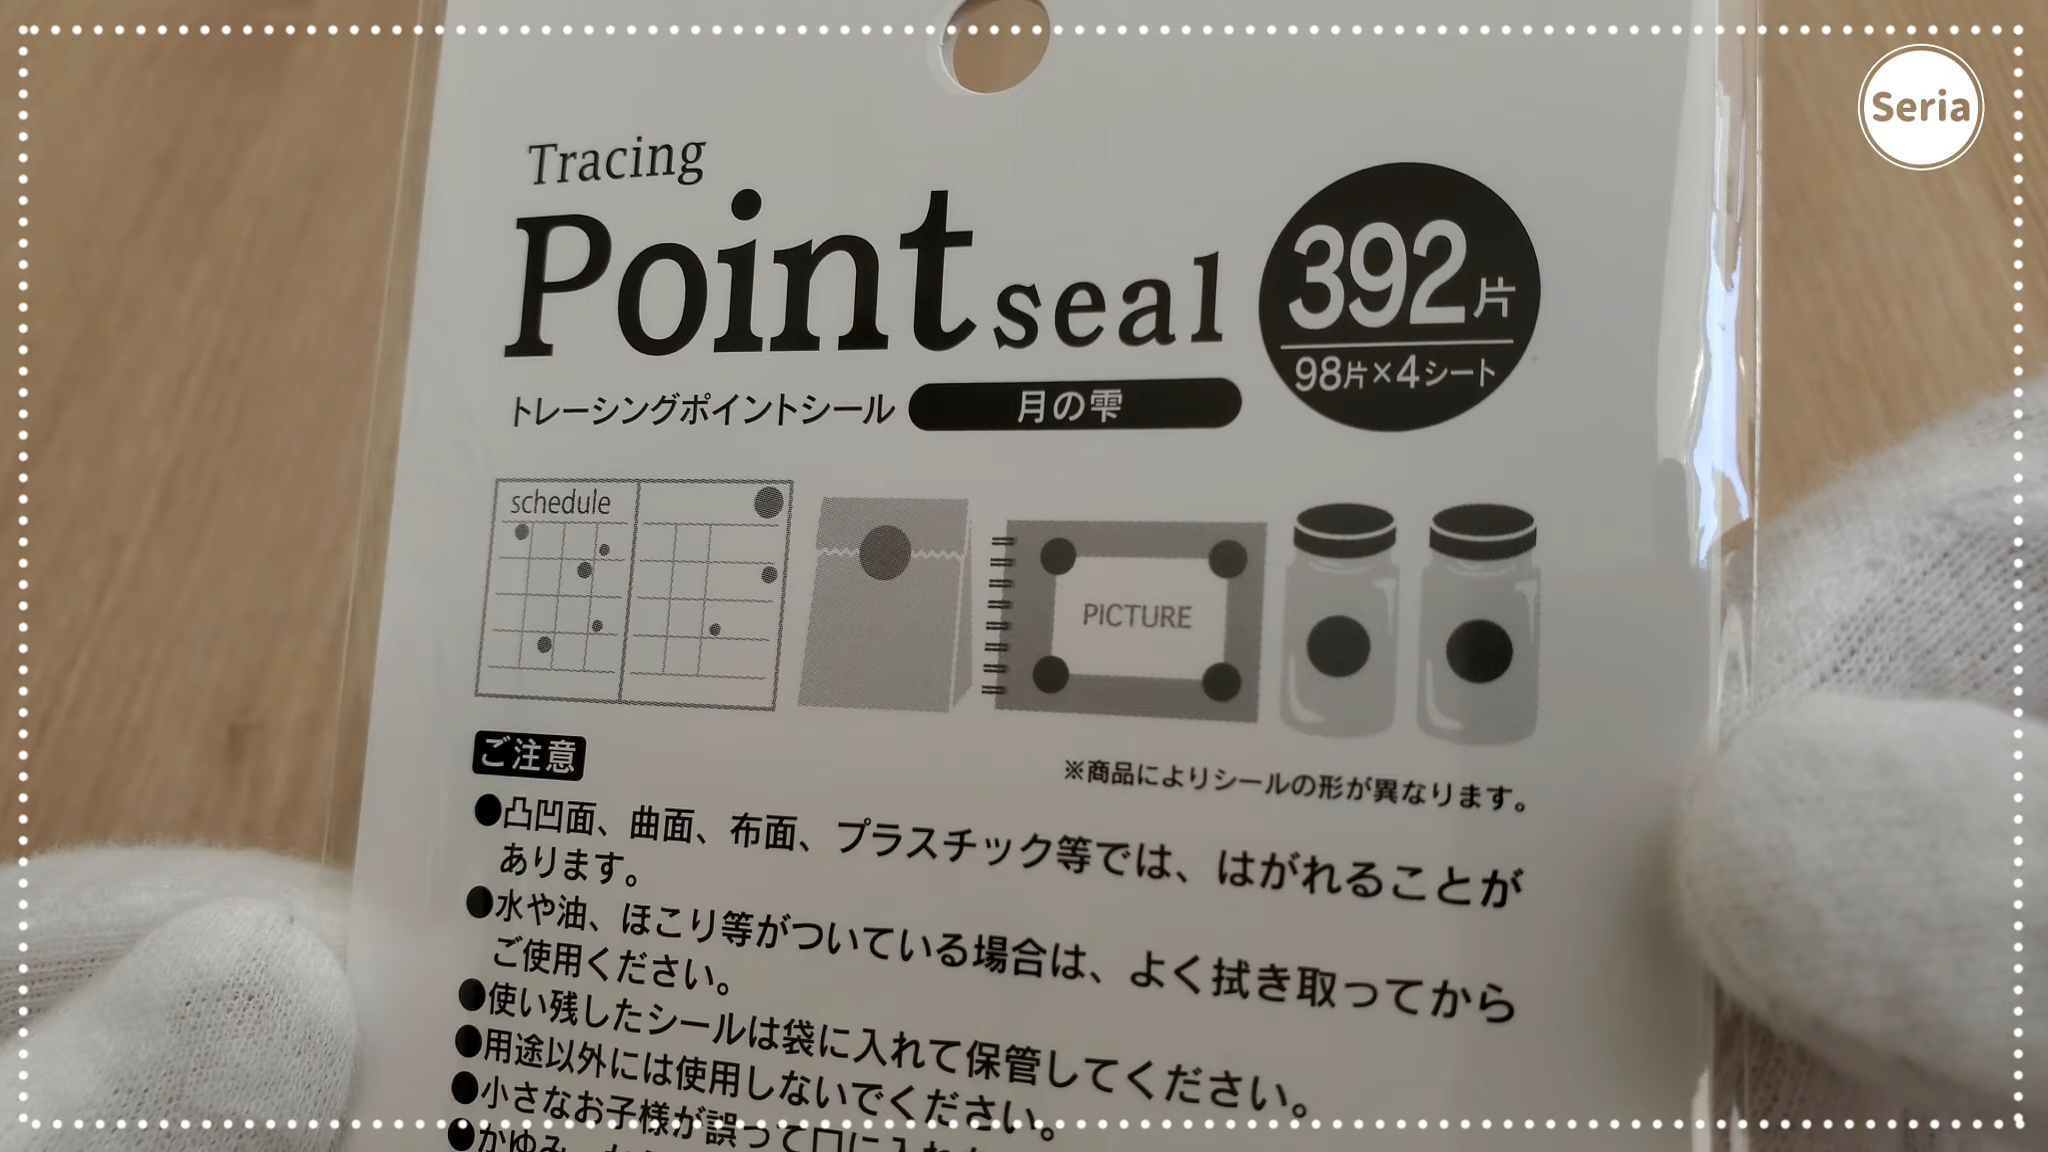 Seria
Tracing
Point seal
392片
98片×4シート
トレーシングポイントシール 月の雫
schedule
PICTURE
ご注意
※商品によりシールの形が異なります。
●凸凹面、曲面、布面、プラスチック等では、はがれることが
あります。
●水や油、ほこり等がついている場合は、よく拭き取ってから
ご使用ください。
●使い残したシールは袋に入れて保管してください。
●用途以外には使用しないでください。
●小さなお子様が誤って口に入れ
●かゆみ